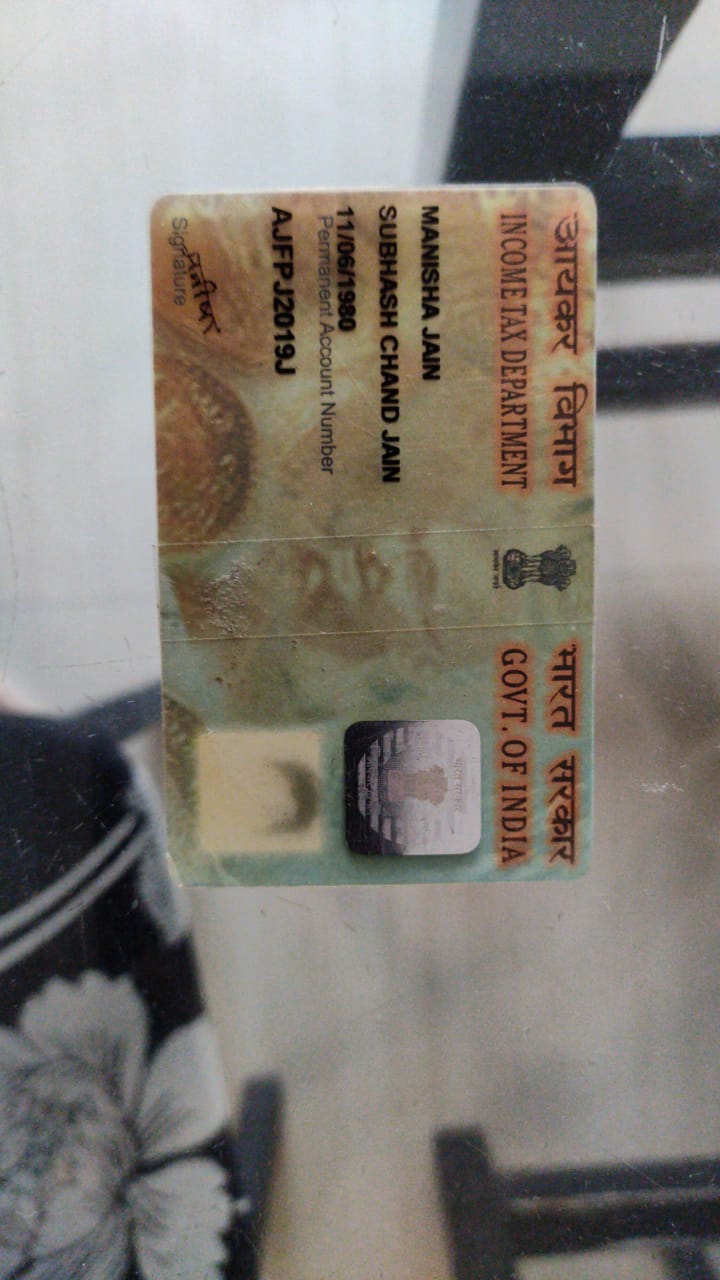 आयकर विभाग
INCOME TAX DEPARTMENT
भारत सरकार
GOVT. OF INDIA
MANISHA JAIN
SUBHASH CHAND JAIN
11/06/1980
Permanent Account Number
AJFPJ2019J
मनीषा
Signature